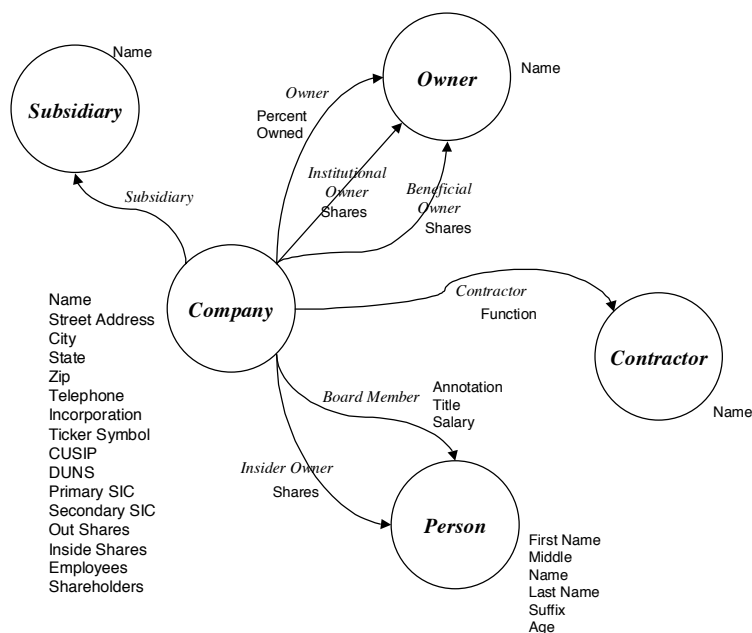 Name
Subsidiary
Subsidiary
Owner
Percent
Owned
Owner
Name
Institutional
Owner
Shares
Beneficial
Owner
Shares
Company
Name
Street Address
City
State
Zip
Telephone
Incorporation
Ticker Symbol
CUSIP
DUNS
Primary SIC
Secondary SIC
Out Shares
Inside Shares
Employees
Shareholders
Contractor
Function
Contractor
Name
Board Member
Annotation
Title
Salary
Insider Owner
Shares
Person
First Name
Middle
Name
Last Name
Suffix
Age